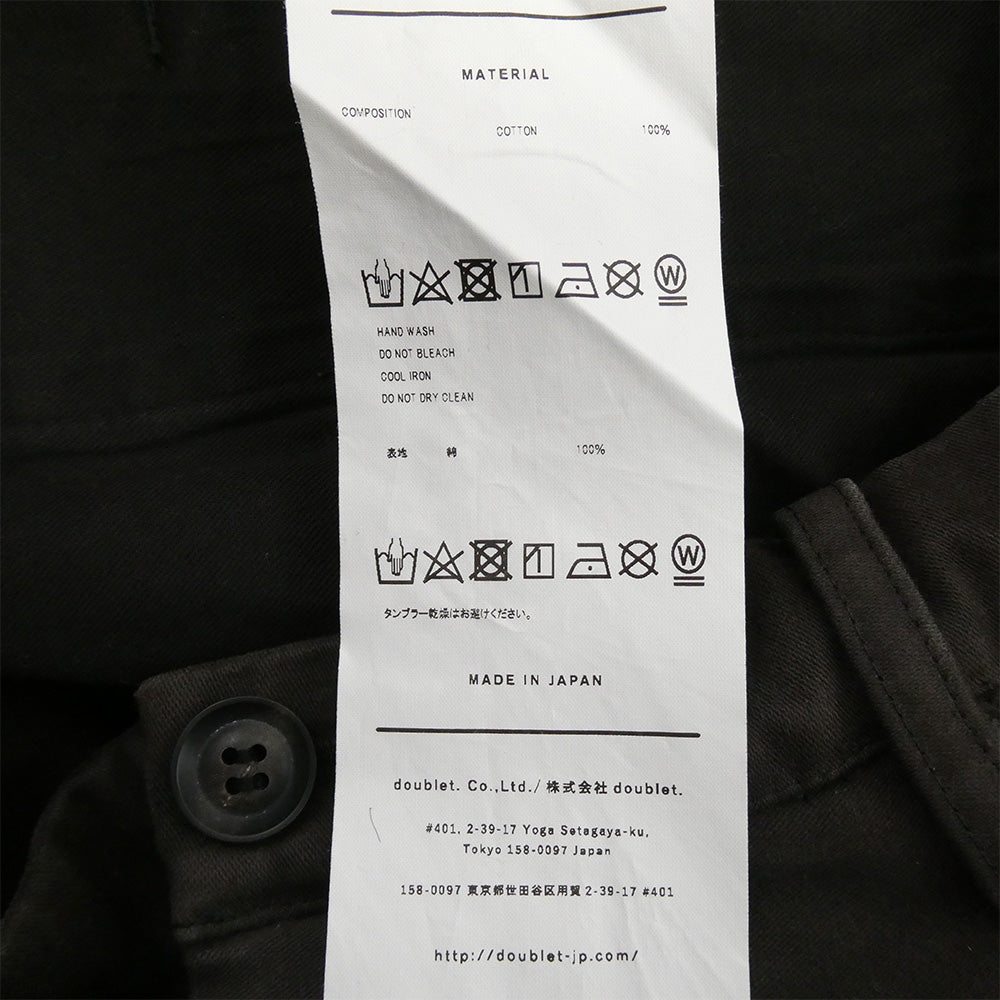 MATERIAL
COMPOSITION
COTTON 100%
W
HAND WASH
DO NOT BLEACH
COOL IRON
DO NOT DRY CLEAN
表地 綿 100%
W
タンブラー乾燥はお避けください。
MADE IN JAPAN
doublet. Co.,Ltd./ 株式会社 doublet.
#401, 2-39-17 Yoga Setagaya-ku,
Tokyo 158-0097 Japan
158-0097 東京都世田谷区用賀 2-39-17 #401
http://doublet-jp.com/